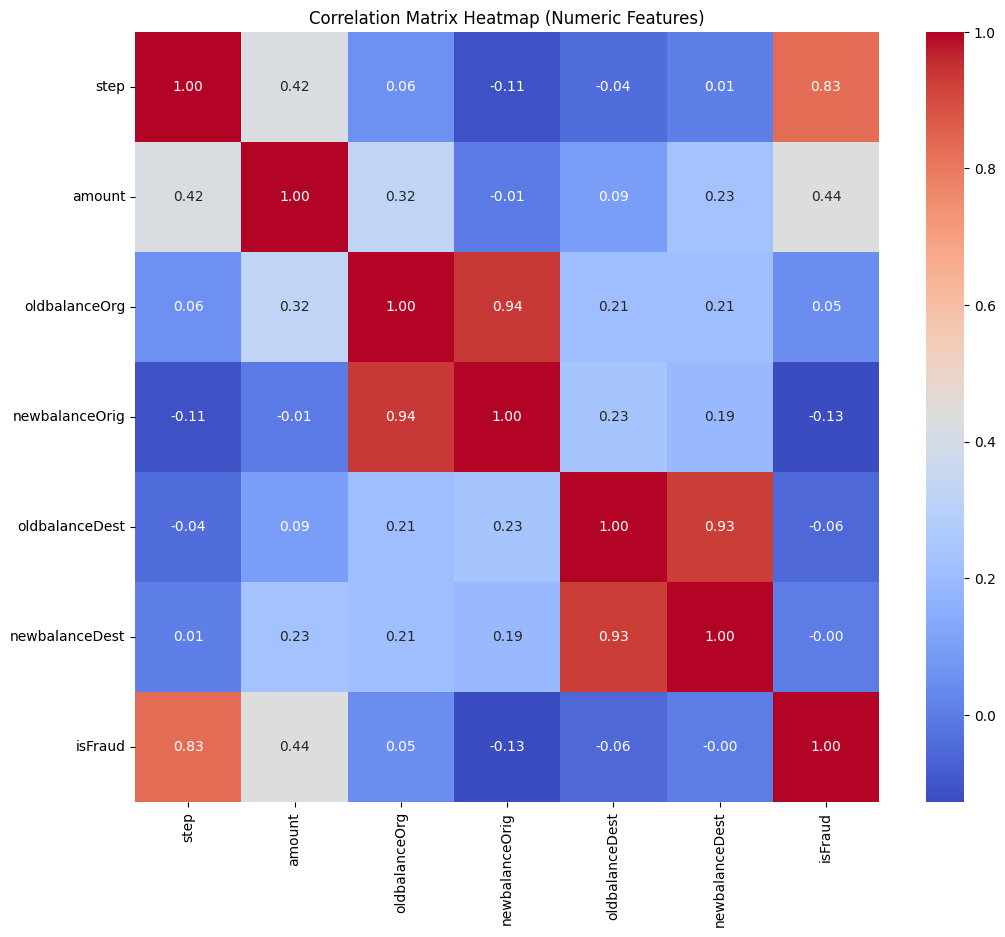 Correlation Matrix Heatmap (Numeric Features)
step 1.00 0.42 0.06 -0.11 -0.04 0.01 0.83
amount 0.42 1.00 0.32 -0.01 0.09 0.23 0.44
oldbalanceOrg 0.06 0.32 1.00 0.94 0.21 0.21 0.05
newbalanceOrig -0.11 -0.01 0.94 1.00 0.23 0.19 -0.13
oldbalanceDest -0.04 0.09 0.21 0.23 1.00 0.93 -0.06
newbalanceDest 0.01 0.23 0.21 0.19 0.93 1.00 -0.00
isFraud 0.83 0.44 0.05 -0.13 -0.06 -0.00 1.00
step amount oldbalanceOrg newbalanceOrig oldbalanceDest newbalanceDest isFraud
1.0
0.8
0.6
0.4
0.2
0.0